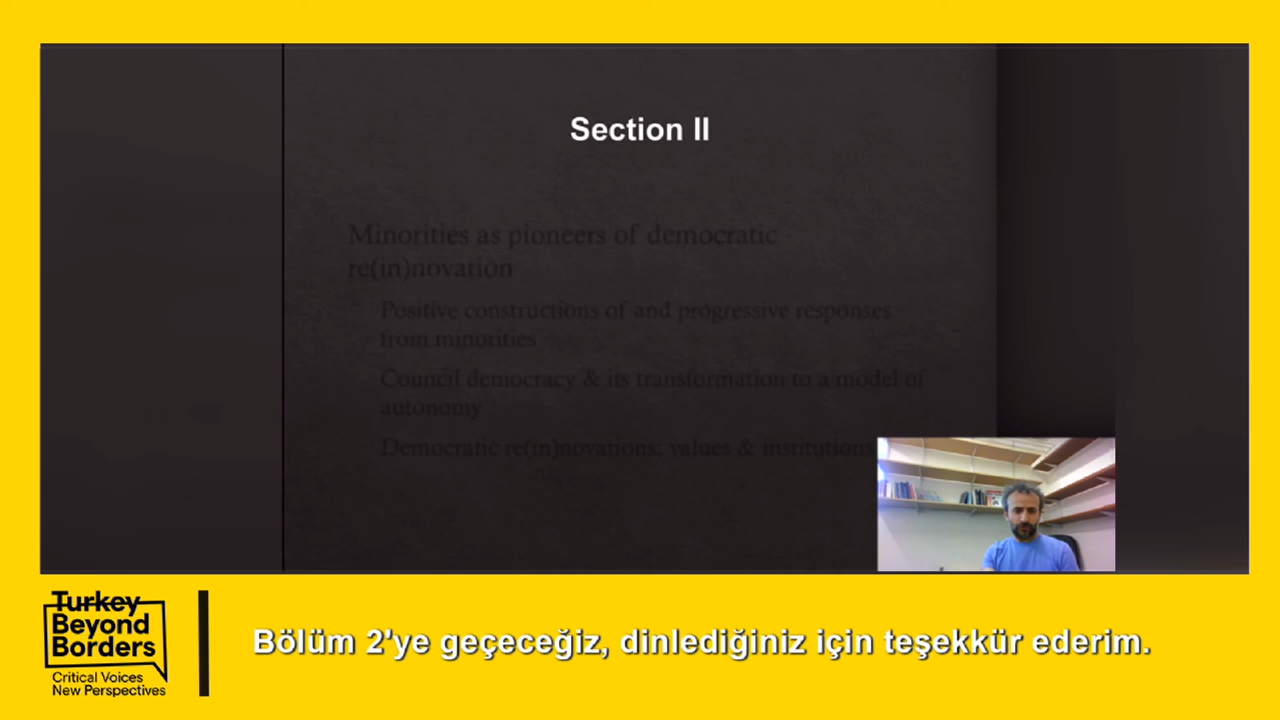 Section II
Minorities as pioneers of democratic
re(in)novation
Positive constructions of and progressive responses
from minorities
Council democracy & its transformation to a model of
autonomy
Democratic re(in)novations: values & institutions
Turkey
Beyond
Borders
Critical Voices
New Perspectives
Bölüm 2'ye geçeceğiz, dinlediğiniz için teşekkür ederim.